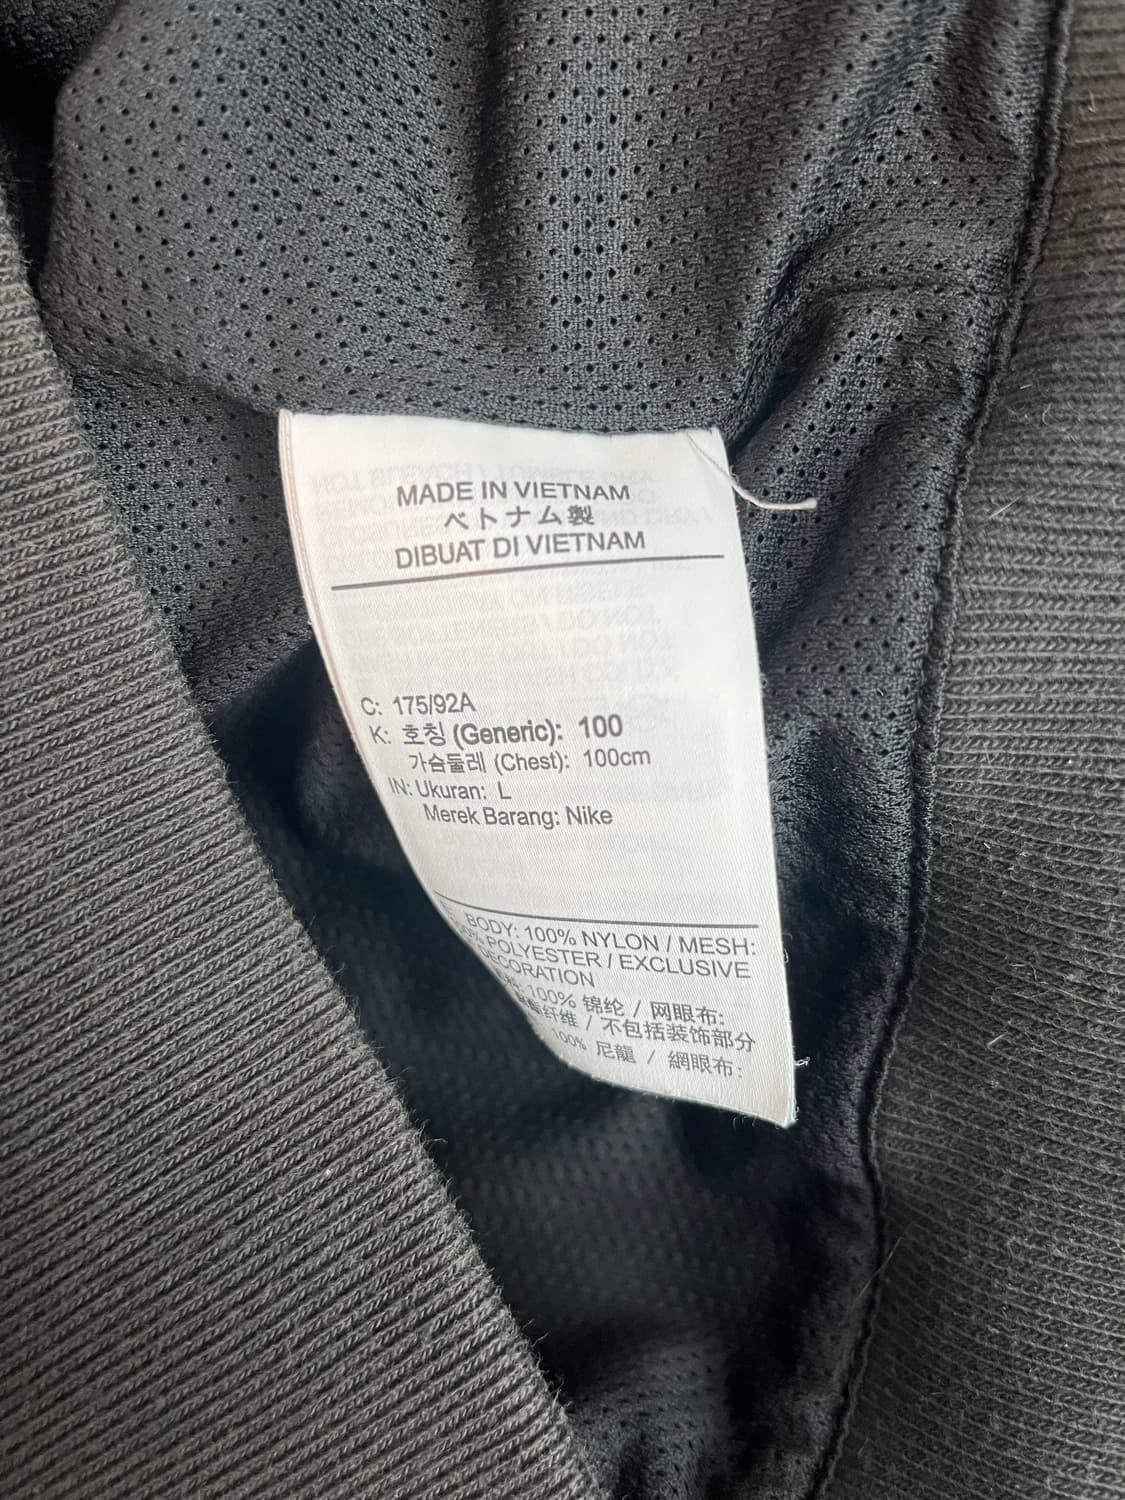 MADE IN VIETNAM
ベトナム製
DIBUAT DI VIETNAM
C: 175/92A
K: 호칭 (Generic): 100
가슴둘레 (Chest): 100cm
IN: Ukuran: L
Merek Barang: Nike
BODY: 100% NYLON / MESH:
POLYESTER / EXCLUSIVE
DECORATION
100% 锦纶 / 网眼布:
纤维 / 不包括装饰部分
100% 尼龍 / 網眼布: